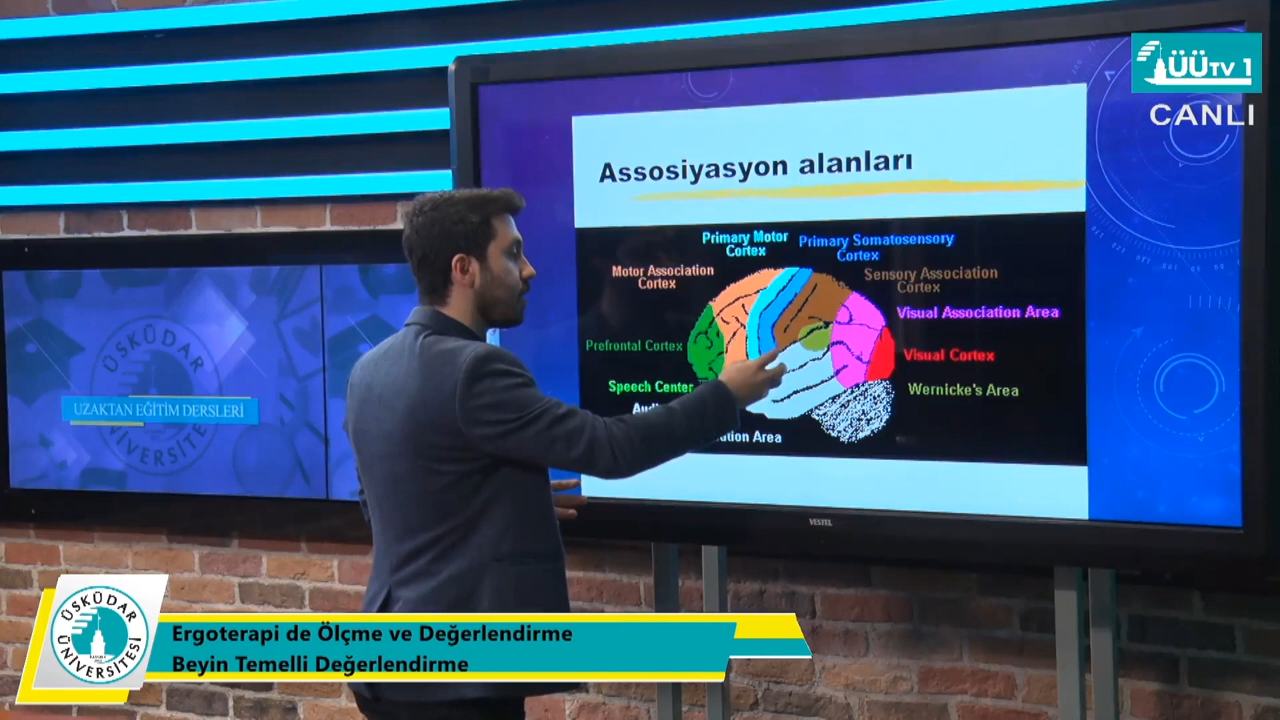 ÜÜTV 1
CANLI
Assosiyasyon alanları
Primary Motor
Cortex
Primary Somatosensory
Cortex
Motor Association
Cortex
Sensory Association
Cortex
Visual Association Area
Prefrontal Cortex
Visual Cortex
Speech Center
Wernicke's Area
Area
ÜSKÜDAR
ÜNİVERSİTESİ
UZAKTAN EĞİTİM DERSLERİ
VESTEL
ÜSKÜDAR
ÜNİVERSİTESİ
Ergoterapi de Ölçme ve Değerlendirme
Beyin Temelli Değerlendirme